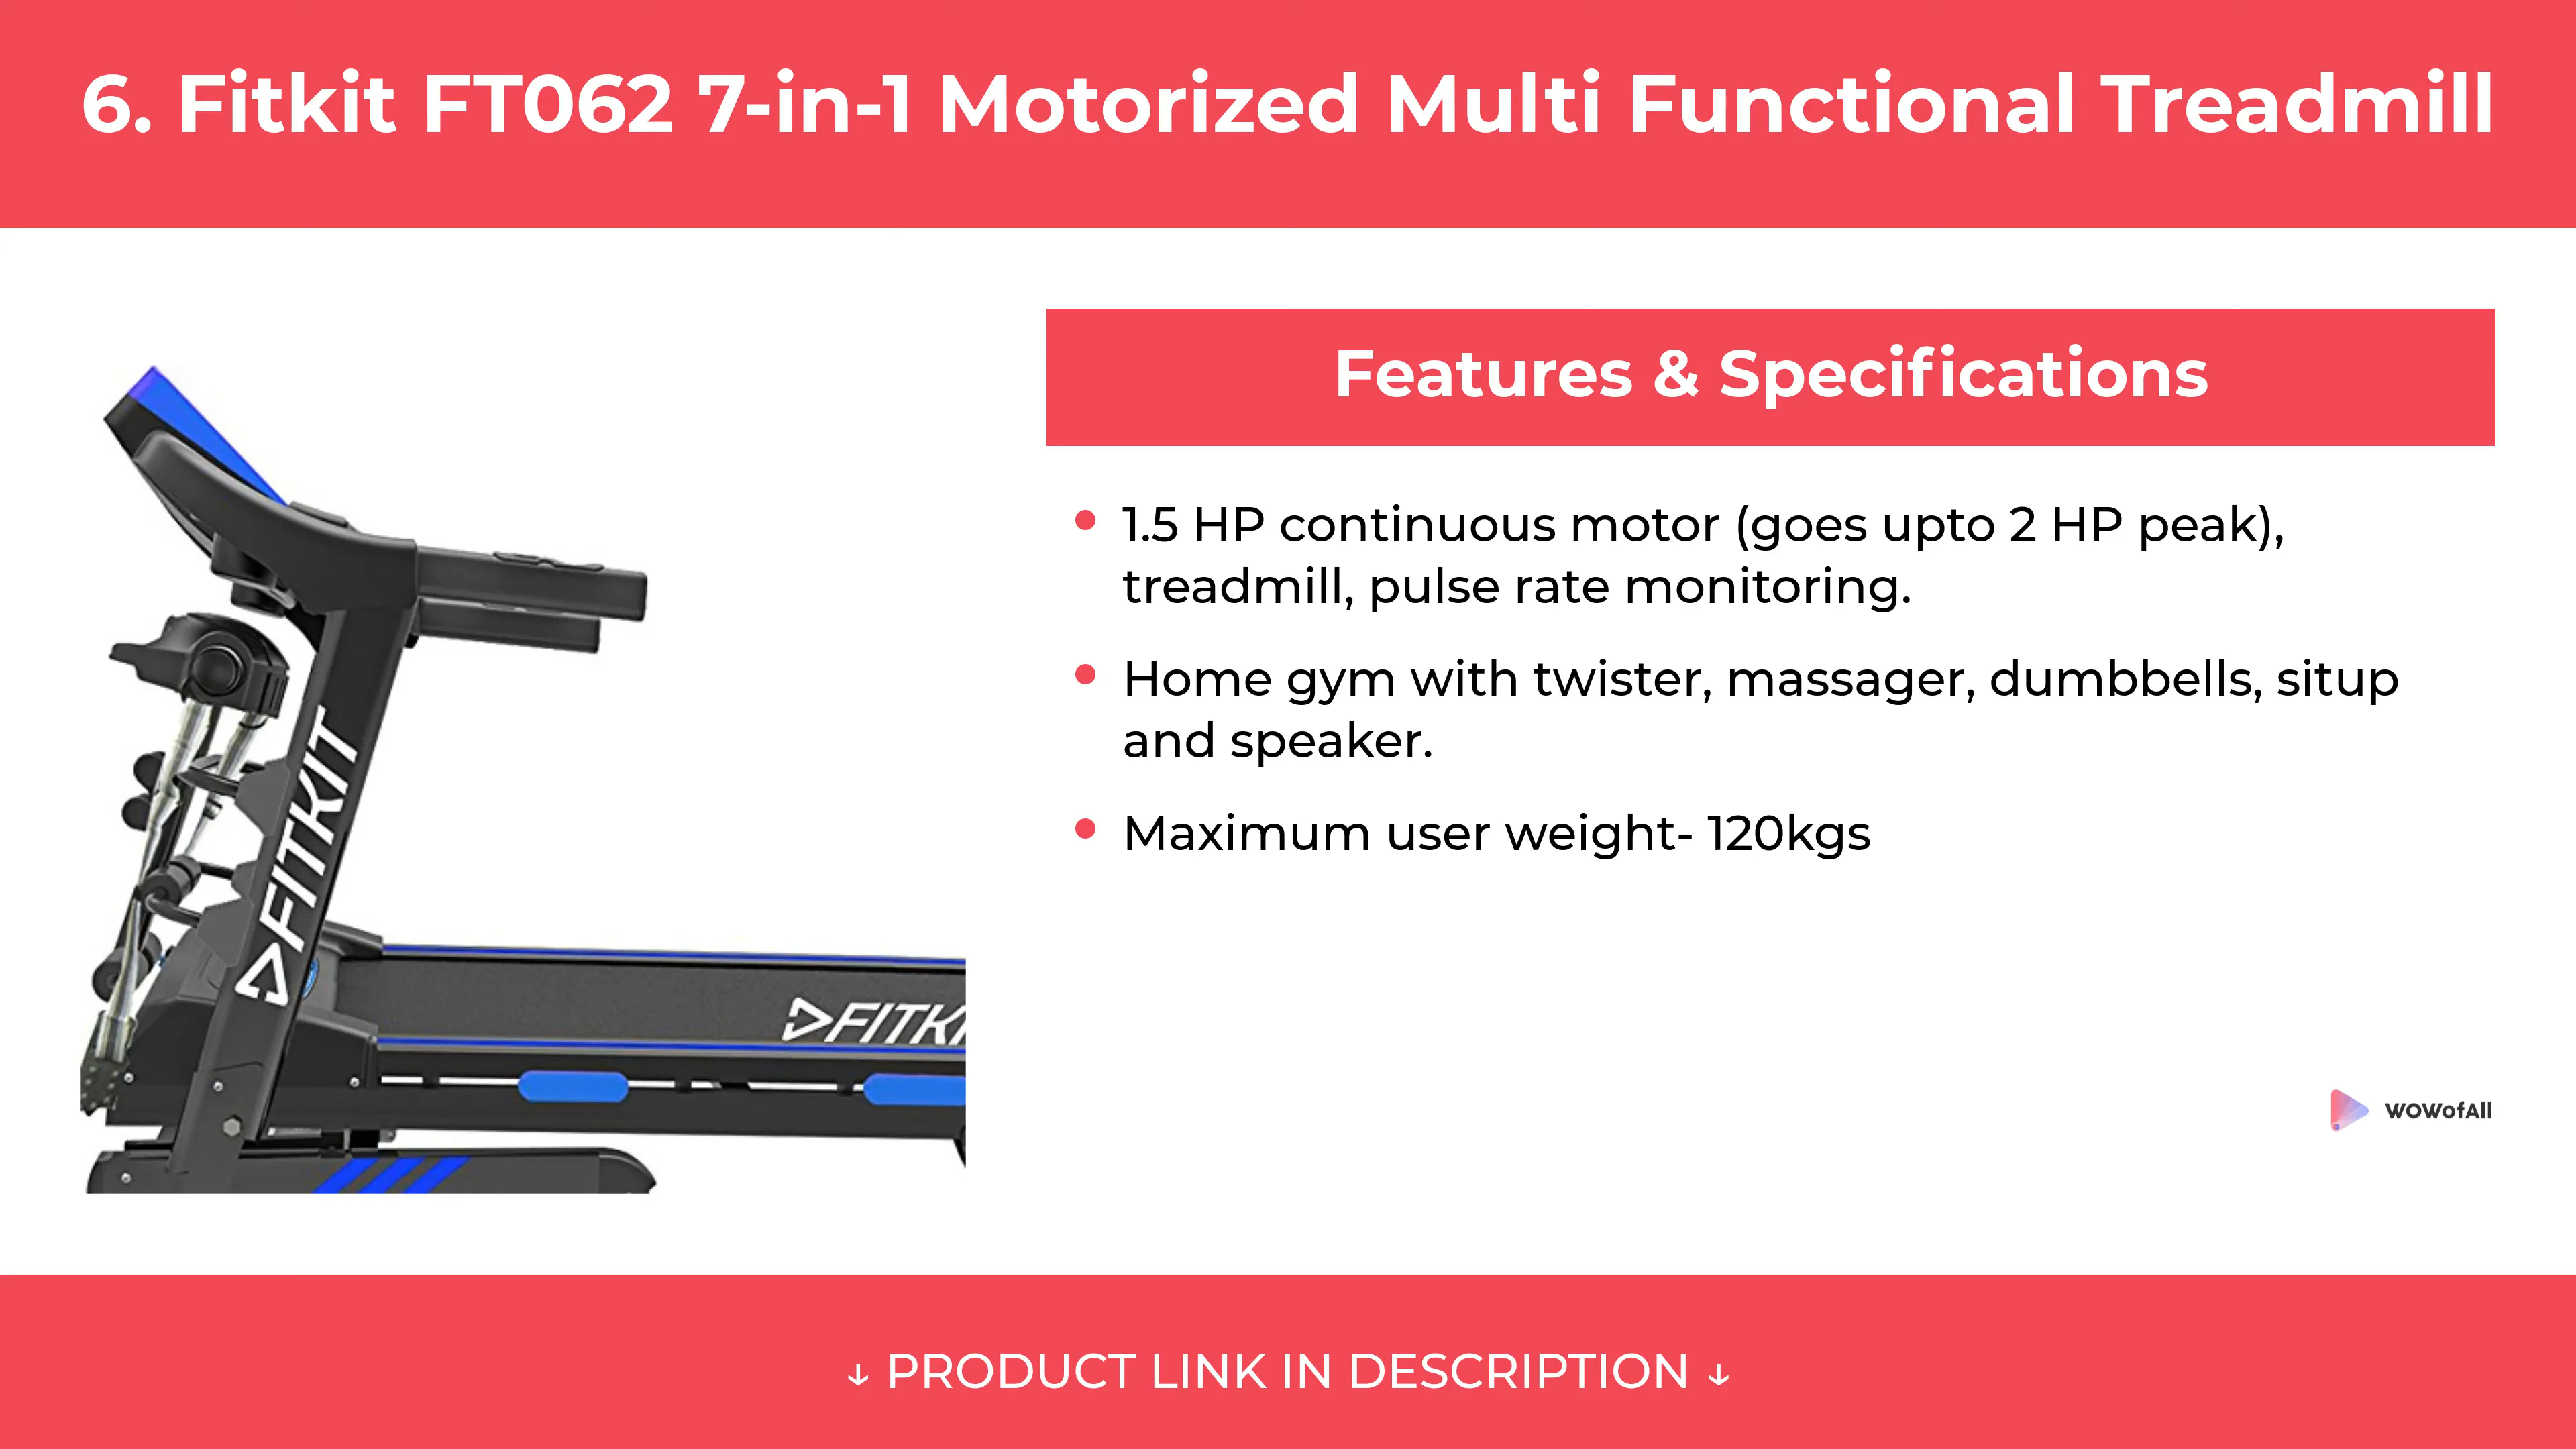 6. Fitkit FT062 7-in-1 Motorized Multi Functional Treadmill
Features & Specifications
1.5 HP continuous motor (goes upto 2 HP peak),
treadmill, pulse rate monitoring.
Home gym with twister, massager, dumbbells, situp
and speaker.
Maximum user weight- 120kgs
FITKIT
FITKI
WOWofAll
↓ PRODUCT LINK IN DESCRIPTION ↓